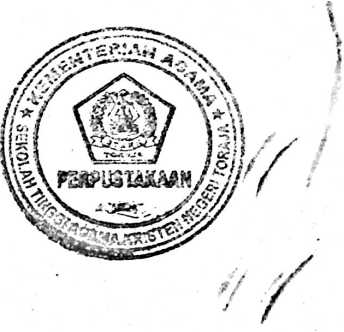 ★ KEMENTERIAN AGAMA ★
PERPUSTAKAAN
SEKOLAH TINGGI AGAMA KRISTEN NEGERI TORAJA